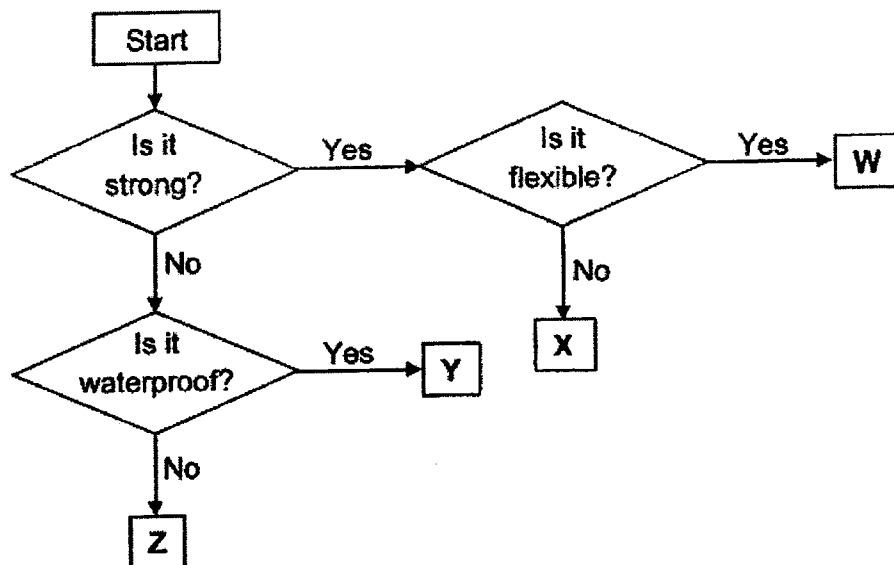 Start
Is it
strong?
Yes
Is it
flexible?
Yes
W
No
No
X
Is it
waterproof?
Yes
Y
No
Z